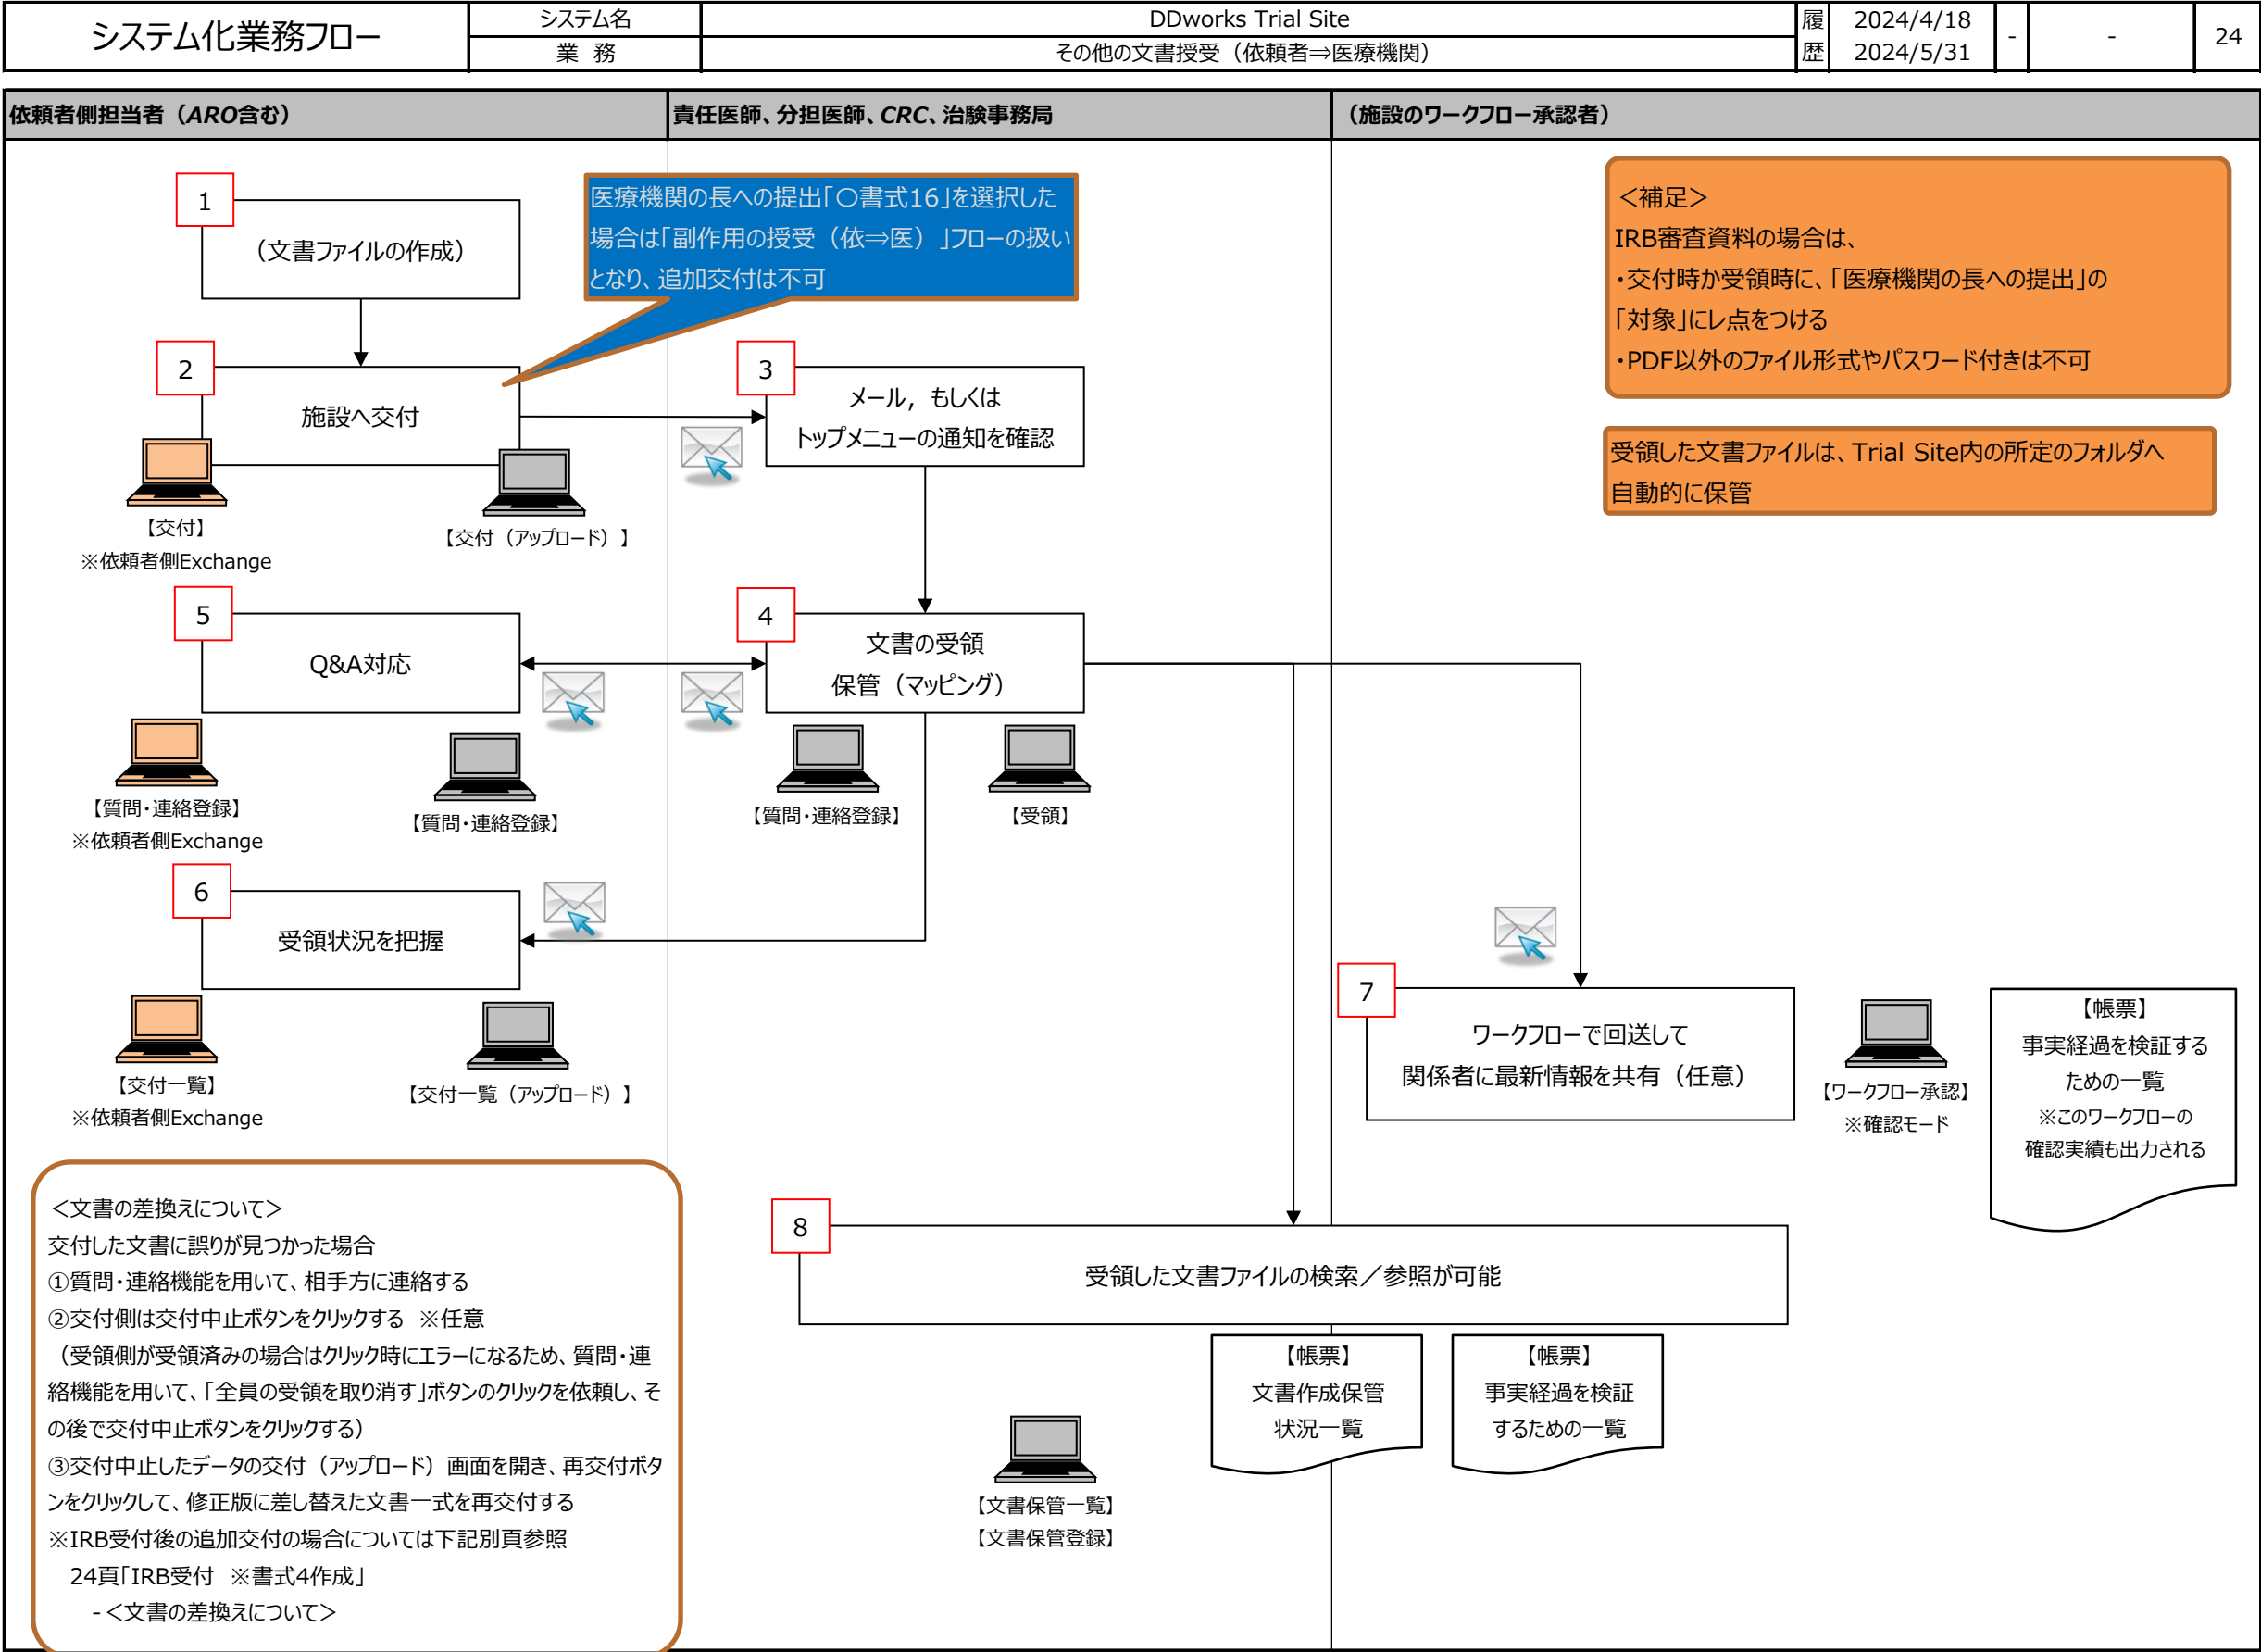 システム化業務フロー
システム名
DDworks Trial Site
履歴
2024/4/18
-
-
24
業 務
その他の文書授受（依頼者⇒医療機関）
2024/5/31
依頼者側担当者（ARO含む）
責任医師、分担医師、CRC、治験事務局
（施設のワークフロー承認者）
1
（文書ファイルの作成）
医療機関の長への提出「〇書式16」を選択した
場合は「副作用の授受（依⇒医）」フローの扱い
となり、追加交付は不可
＜補足＞
IRB審査資料の場合は、
・交付時か受領時に、「医療機関の長への提出」の
「対象」にレ点をつける
・PDF以外のファイル形式やパスワード付きは不可
2
施設へ交付
【交付】
※依頼者側Exchange
【交付（アップロード）】
3
メール，もしくは
トップメニューの通知を確認
受領した文書ファイルは、Trial Site内の所定のフォルダへ
自動的に保管
5
Q&A対応
【質問・連絡登録】
※依頼者側Exchange
【質問・連絡登録】
4
文書の受領
保管（マッピング）
【質問・連絡登録】
【受領】
6
受領状況を把握
【交付一覧】
※依頼者側Exchange
【交付一覧（アップロード）】
7
ワークフローで回送して
関係者に最新情報を共有（任意）
【ワークフロー承認】
※確認モード
【帳票】
事実経過を検証する
ための一覧
※このワークフローの
確認実績も出力される
＜文書の差換えについて＞
交付した文書に誤りが見つかった場合
①質問・連絡機能を用いて、相手方に連絡する
②交付側は交付中止ボタンをクリックする ※任意
（受領側が受領済みの場合はクリック時にエラーになるため、質問・連
絡機能を用いて、「全員の受領を取り消す」ボタンのクリックを依頼し、そ
の後で交付中止ボタンをクリックする）
③交付中止したデータの交付（アップロード）画面を開き、再交付ボタ
ンをクリックして、修正版に差し替えた文書一式を再交付する
※IRB受付後の追加交付の場合については下記別頁参照
24頁「IRB受付 ※書式4作成」
-＜文書の差換えについて＞
8
受領した文書ファイルの検索／参照が可能
【帳票】
文書作成保管
状況一覧
【帳票】
事実経過を検証
するための一覧
【文書保管一覧】
【文書保管登録】